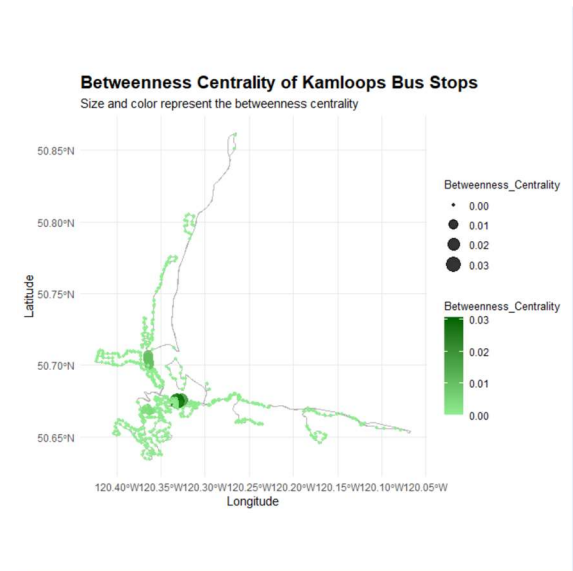 Betweenness Centrality of Kamloops Bus Stops
Size and color represent the betweenness centrality
50.85°N
50.80°N
50.75°N
50.70°N
50.65°N
Latitude
120.40°W120.35°W120.30°W120.25°W120.20°W120.15°W120.10°W120.05°W
Longitude
Betweenness_Centrality
0.00
0.01
0.02
0.03
Betweenness_Centrality
0.03
0.02
0.01
0.00